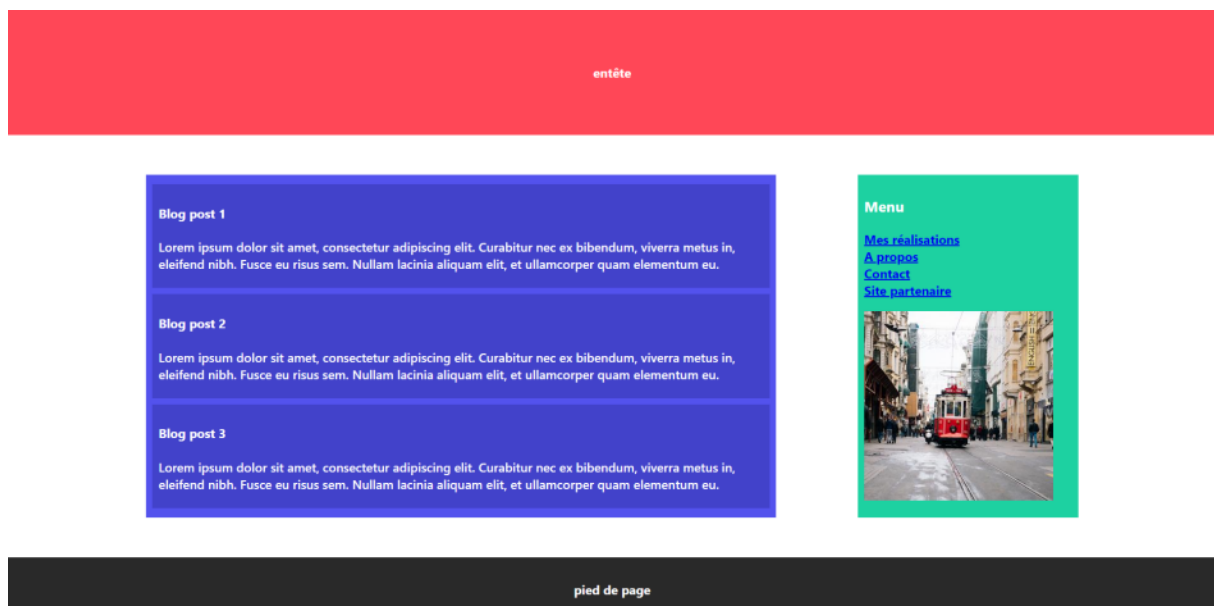 entête
Blog post 1
Lorem ipsum dolor sit amet, consectetur adipiscing elit. Curabitur nec ex bibendum, viverra metus in,
eleifend nibh. Fusce eu risus sem. Nullam lacinia aliquam elit, et ullamcorper quam elementum eu.
Blog post 2
Lorem ipsum dolor sit amet, consectetur adipiscing elit. Curabitur nec ex bibendum, viverra metus in,
eleifend nibh. Fusce eu risus sem. Nullam lacinia aliquam elit, et ullamcorper quam elementum eu.
Blog post 3
Lorem ipsum dolor sit amet, consectetur adipiscing elit. Curabitur nec ex bibendum, viverra metus in,
eleifend nibh. Fusce eu risus sem. Nullam lacinia aliquam elit, et ullamcorper quam elementum eu.
Menu
Mes réalisations
A propos
Contact
Site partenaire
ENGLISH
pied de page